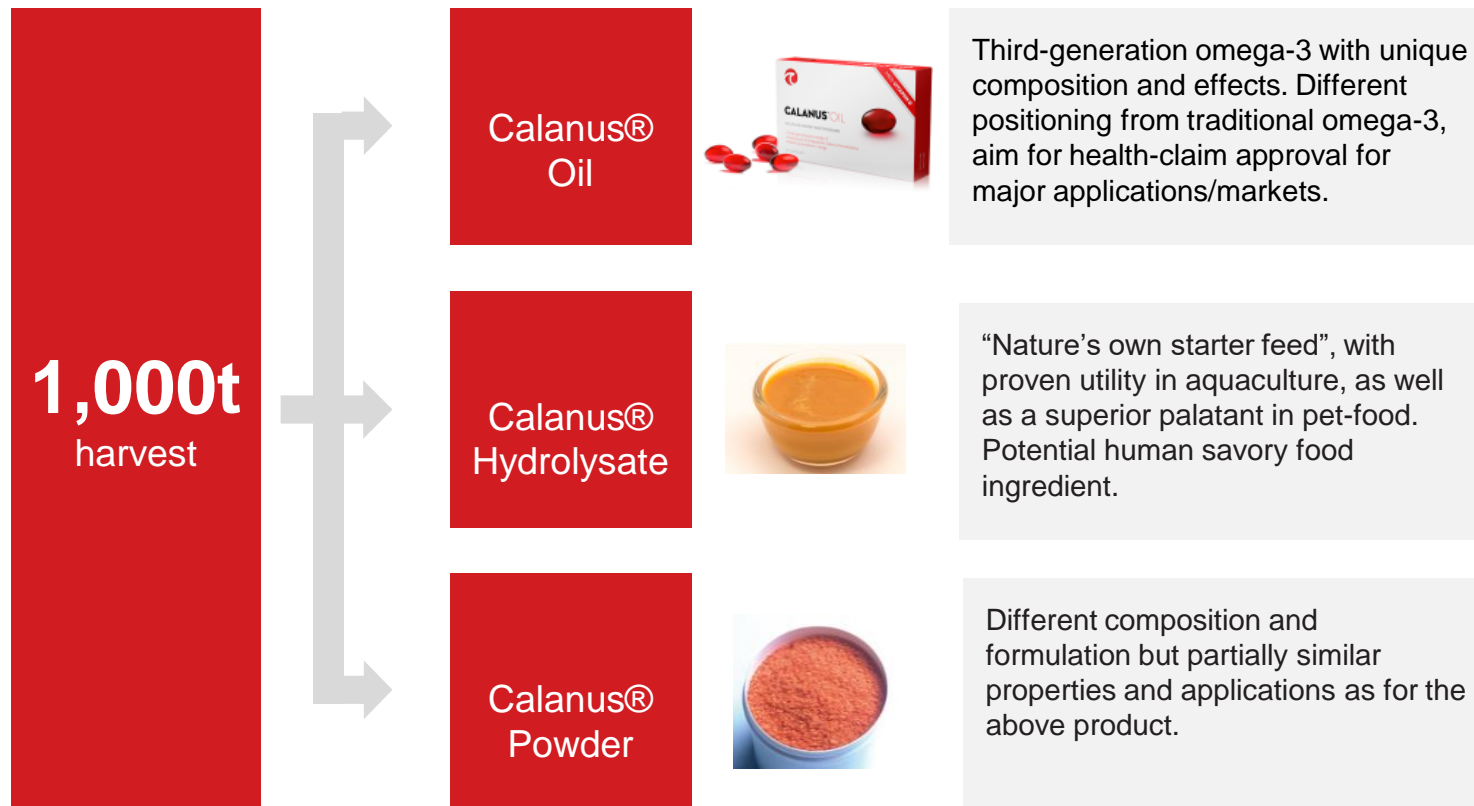 1,000t
harvest
Calanus®
Oil
CALANUS® OIL
Third-generation omega-3 with unique
composition and effects. Different
positioning from traditional omega-3,
aim for health-claim approval for
major applications/markets.
Calanus®
Hydrolysate
“Nature’s own starter feed”, with
proven utility in aquaculture, as well
as a superior palatant in pet-food.
Potential human savory food
ingredient.
Calanus®
Powder
Different composition and
formulation but partially similar
properties and applications as for the
above product.